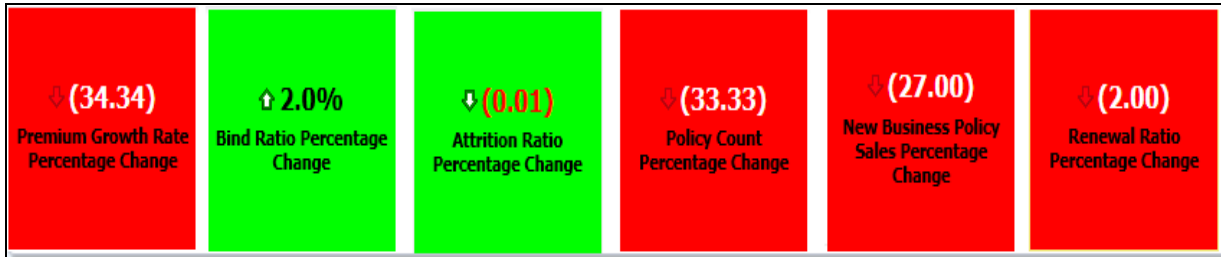 (34.34)
Premium Growth Rate
Percentage Change
2.0%
Bind Ratio Percentage
Change
(0.01)
Attrition Ratio
Percentage Change
(33.33)
Policy Count
Percentage Change
(27.00)
New Business Policy
Sales Percentage
Change
(2.00)
Renewal Ratio
Percentage Change